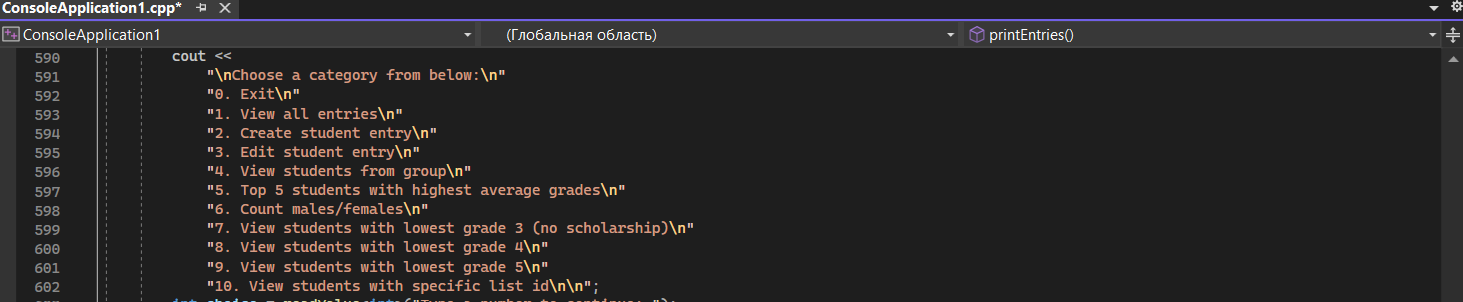 ConsoleApplication1.cpp*
ConsoleApplication1 (Глобальная область) printEntries()
590 cout <<
591 "\nChoose a category from below:\n"
592 "0. Exit\n"
593 "1. View all entries\n"
594 "2. Create student entry\n"
595 "3. Edit student entry\n"
596 "4. View students from group\n"
597 "5. Top 5 students with highest average grades\n"
598 "6. Count males/females\n"
599 "7. View students with lowest grade 3 (no scholarship)\n"
600 "8. View students with lowest grade 4\n"
601 "9. View students with lowest grade 5\n"
602 "10. View students with specific list id\n\n";